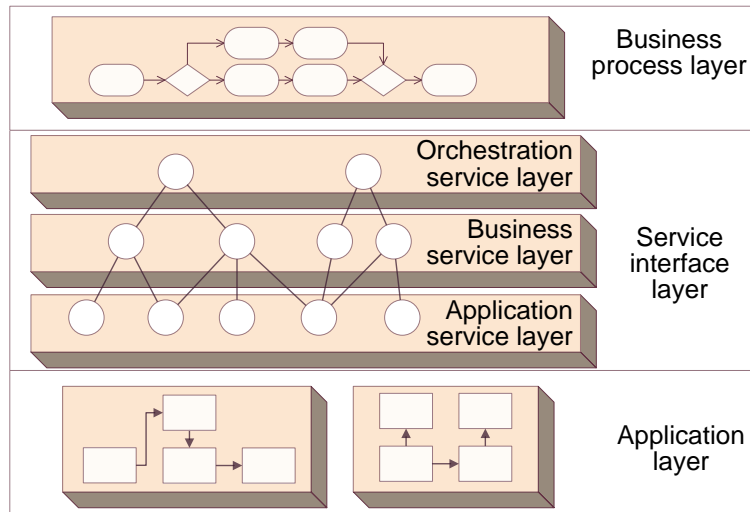 Business
process layer
Orchestration
service layer
Business
service layer
Service
interface
layer
Application
service layer
Application
layer